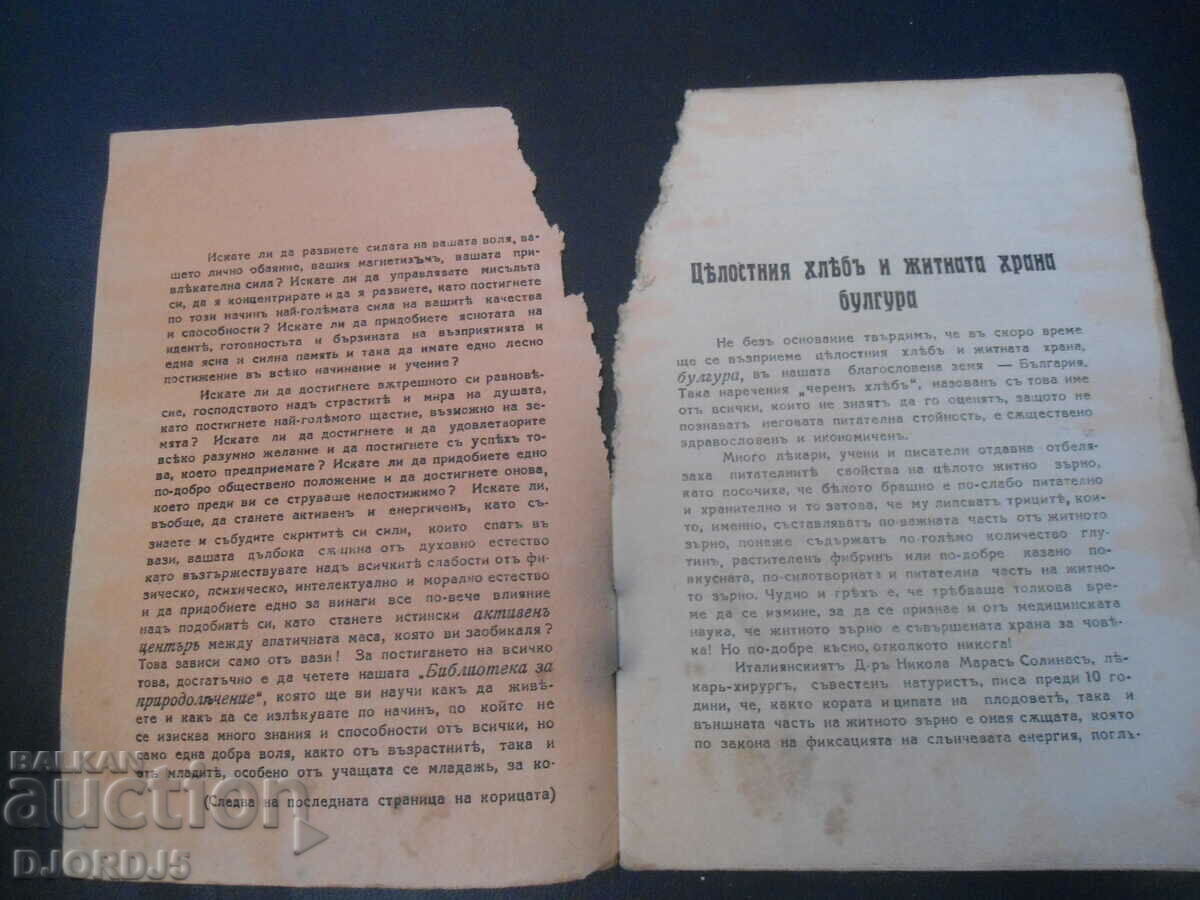 Искате ли да развиете силата на вашата воля, ва-
шето лично обаяние, вашия магнетизъмъ, вашата при-
влѣкателна сила? Искате ли да управлявате мисъльта
си, да я концентрирате и да я развиете, като постигнете
по този начинъ най-голѣмата сила на вашитѣ качества
и способности? Искате ли да придобиете яснотата на
идеитѣ, готовностьта и бързината на възприятията и
една ясна и силна память и така да имате едно лесно
постижение въ всѣко начинание и учение?
Искате ли да достигнете вѫтрешното си равновѣ-
сие, господството надъ страститѣ и мира на душата,
като постигнете най-голѣмото щастие, възможно на зе-
мята? Искате ли да достигнете и да удовлетворите
всѣко разумно желание и да постигнете съ успѣхъ то-
ва, което предприемате? Искате ли да придобиете едно
по-добро обществено положение и да достигнете онова,
което преди ви се струваше непостижимо? Искате ли,
въобще, да станете активенъ и енергиченъ, като съ-
знаете и събудите скрититѣ си сили, които спатъ въ
вази, вашата дълбока сѫщина отъ духовно естество
като възтържествувате надъ всичкитѣ слабости отъ фи-
зическо, психическо, интелектуално и морално естество
и да придобиете едно за винаги все по-вече влияние
надъ подобнитѣ си, като станете истински активенъ
центъръ между апатичната маса, която ви заобикаля?
Това зависи само отъ вази! За постигането на всичко
това, достатъчно е да четете нашата „Библиотека за
природолѣчение“, която ще ви научи какъ да живѣ-
ете и какъ да се излѣкувате по начинъ, по който не
се изисква много знания и способности отъ всички, но
само една добра воля, както отъ възрастнитѣ, така и
отъ младитѣ, особено отъ учащата се младежь, за ко-
(Следва на последната страница на корицата)
Цѣлостния хлѣбъ и житната храна
булгура
Не безъ основание твърдимъ, че въ скоро време
ще се възприеме цѣлостния хлѣбъ и житната храна,
булгура, въ нашата благословена земя — България.
Така наречения „черенъ хлѣбъ“,назованъ съ това име
отъ всички, които не знаятъ да го оценятъ, защото не
познаватъ неговата питателна стойность, е сѫществено
здравословенъ и икономиченъ.
Много лѣкари, учени и писатели отдавна отбеля-
заха питателнитѣ свойства на цѣлото житно зърно,
като посочиха, че бѣлото брашно е по-слабо питателно
и хранително и то затова, че му липсватъ трицитѣ, кои-
то, именно, съставляватъ по-важната часть отъ житното
зърно, понеже съдържатъ по-голѣмо количество глу-
тинъ, растителенъ фибринъ или по-добре казано по-
вкусната, по-силотворната и питателна часть на житно-
то зърно. Чудно и грѣхъ е, че трѣбваше толкова вре-
ме да се измине, за да се признае и отъ медицинската
наука, че житното зърно е съвършената храна за човѣ-
ка! Но по-добре късно, отколкото никога!
Италиянскиятъ Д-ръ Никола Марасъ Солинасъ, лѣ-
карь-хирургъ, съвестенъ натуристъ, писа преди 10 го-
дини, че, както кората и ципата на плодоветѣ, така и
външната часть на житното зърно е оная сѫщата, която
по закона на фиксацията на слънчевата енергия, поглъ-
BALKAN
auction
DJORDJ5